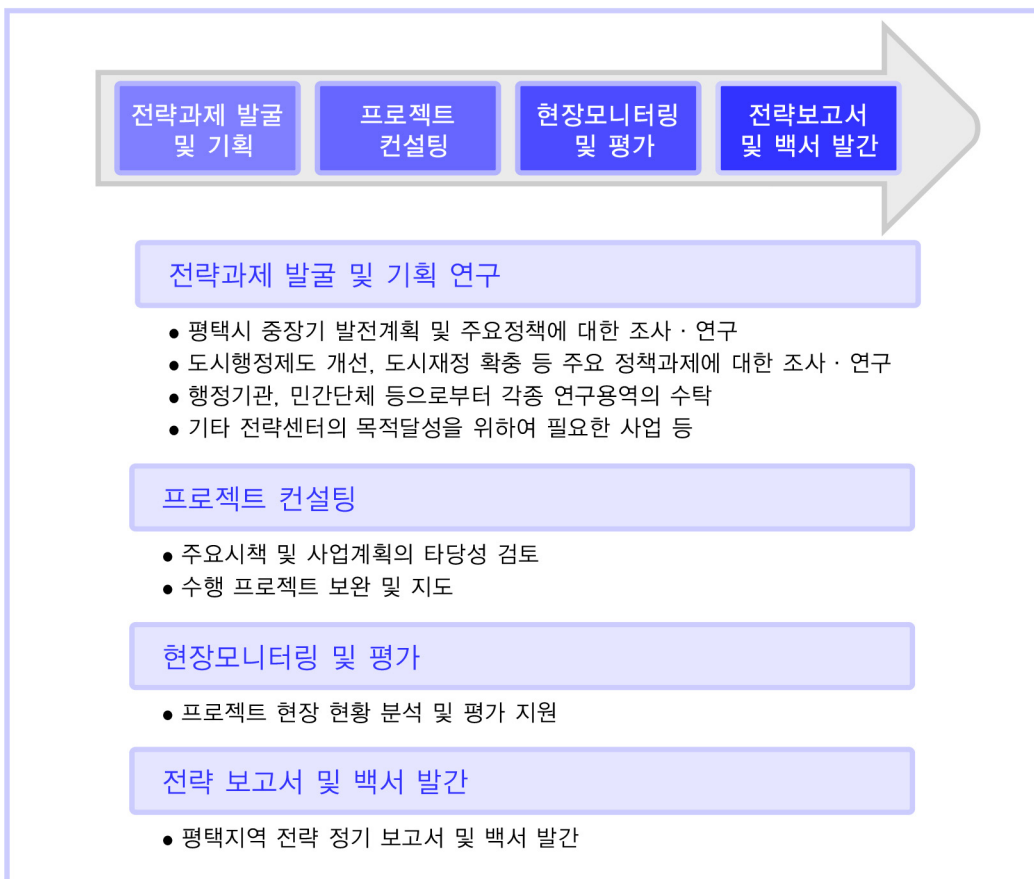 전략과제 발굴
및 기획
프로젝트
컨설팅
현장모니터링
및 평가
전략보고서
및 백서 발간
전략과제 발굴 및 기획 연구
● 평택시 중장기 발전계획 및 주요정책에 대한 조사 · 연구
● 도시행정제도 개선, 도시재정 확충 등 주요 정책과제에 대한 조사 · 연구
● 행정기관, 민간단체 등으로부터 각종 연구용역의 수탁
● 기타 전략센터의 목적달성을 위하여 필요한 사업 등
프로젝트 컨설팅
● 주요시책 및 사업계획의 타당성 검토
● 수행 프로젝트 보완 및 지도
현장모니터링 및 평가
● 프로젝트 현장 현황 분석 및 평가 지원
전략 보고서 및 백서 발간
● 평택지역 전략 정기 보고서 및 백서 발간